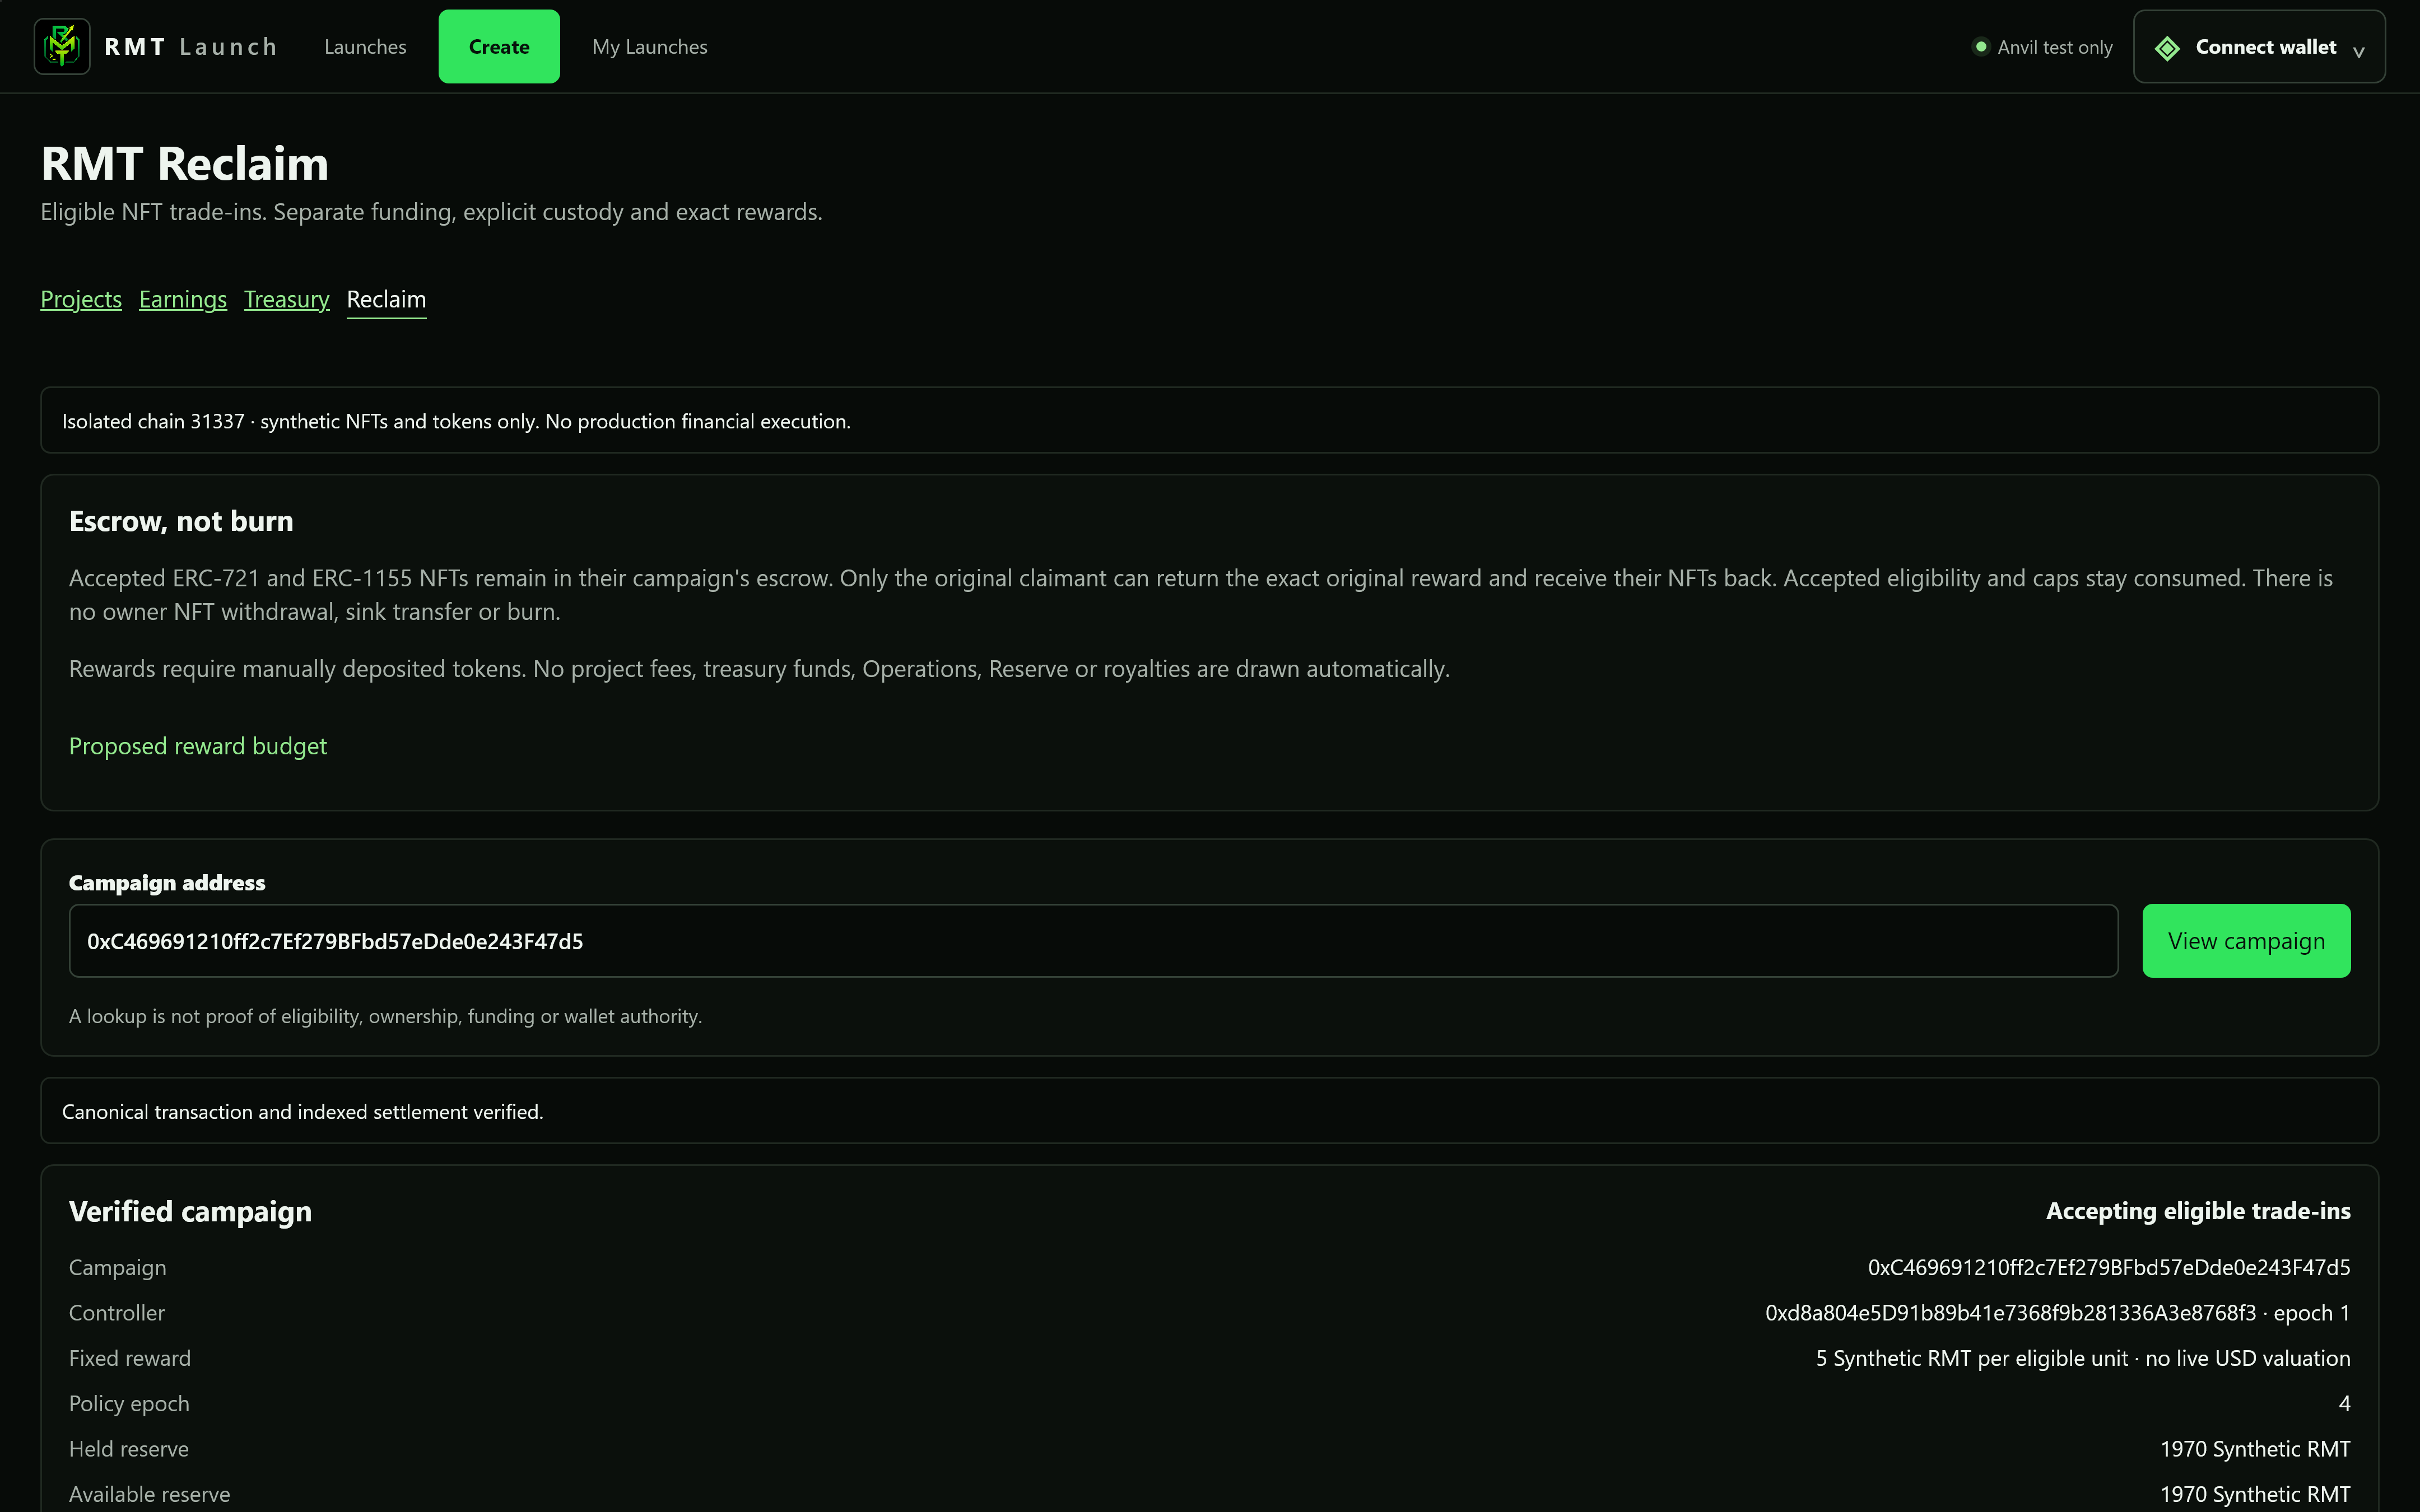 RMT Launch
Launches
Create
My Launches
Anvil test only
Connect wallet
RMT Reclaim
Eligible NFT trade-ins. Separate funding, explicit custody and exact rewards.
Projects Earnings Treasury Reclaim
Isolated chain 31337 · synthetic NFTs and tokens only. No production financial execution.
Escrow, not burn
Accepted ERC-721 and ERC-1155 NFTs remain in their campaign's escrow. Only the original claimant can return the exact original reward and receive their NFTs back. Accepted eligibility and caps stay consumed. There is
no owner NFT withdrawal, sink transfer or burn.
Rewards require manually deposited tokens. No project fees, treasury funds, Operations, Reserve or royalties are drawn automatically.
Proposed reward budget
Campaign address
0xC469691210ff2c7Ef279BFbd57eDde0e243F47d5
View campaign
A lookup is not proof of eligibility, ownership, funding or wallet authority.
Canonical transaction and indexed settlement verified.
Verified campaign
Accepting eligible trade-ins
Campaign 0xC469691210ff2c7Ef279BFbd57eDde0e243F47d5
Controller 0xd8a804e5D91b89b41e7368f9b281336A3e8768f3 · epoch 1
Fixed reward 5 Synthetic RMT per eligible unit · no live USD valuation
Policy epoch 4
Held reserve 1970 Synthetic RMT
Available reserve 1970 Synthetic RMT